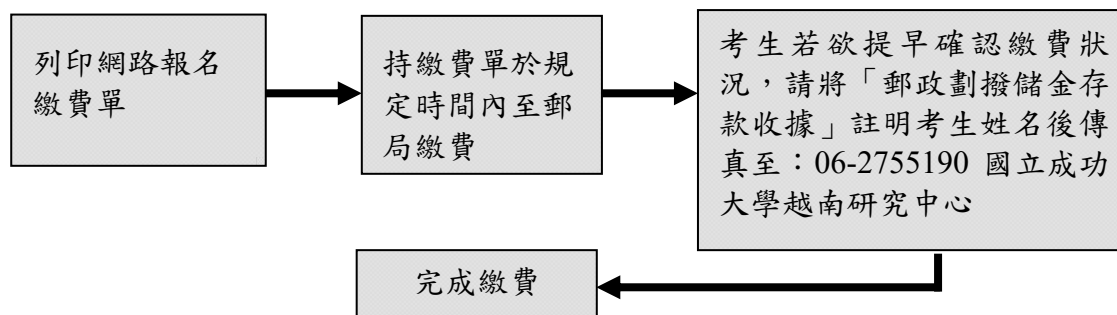 列印網路報名
繳費單
持繳費單於規
定時間內至郵
局繳費
考生若欲提早確認繳費狀
況，請將「郵政劃撥儲金存
款收據」註明考生姓名後傳
真至：06-2755190 國立成功
大學越南研究中心
完成繳費